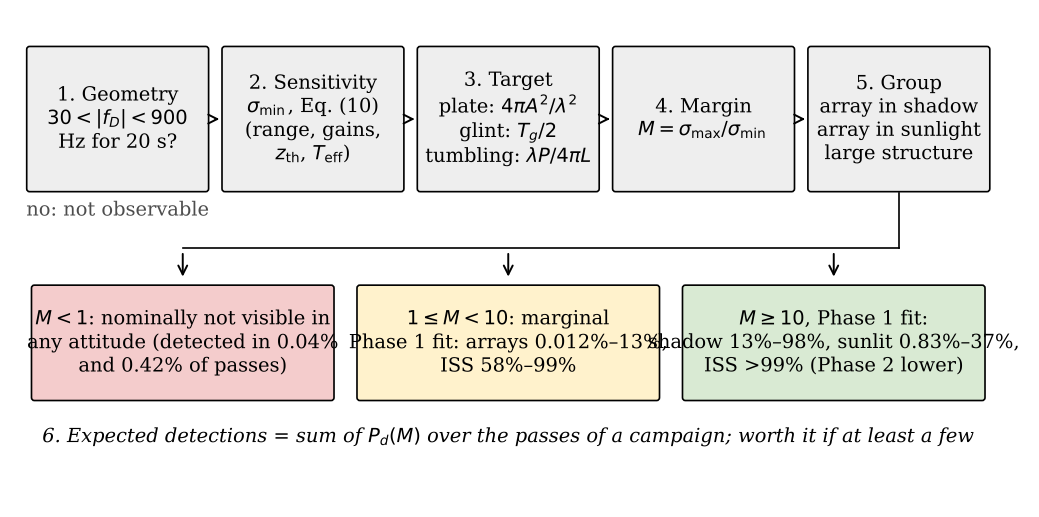 1. Geometry
30 < |f_D| < 900
Hz for 20 s?
2. Sensitivity
σ_min, Eq. (10)
(range, gains,
z_th, T_eff)
3. Target
plate: 4πA²/λ²
glint: T_g/2
tumbling: λP/4πL
4. Margin
M = σ_max/σ_min
5. Group
array in shadow
array in sunlight
large structure
no: not observable
M < 1: nominally not visible in
any attitude (detected in 0.04%
and 0.42% of passes)
1 ≤ M < 10: marginal
Phase 1 fit: arrays 0.012%–13%,
ISS 58%–99%
M ≥ 10, Phase 1 fit:
shadow 13%–98%, sunlit 0.83%–37%,
ISS >99% (Phase 2 lower)
6. Expected detections = sum of P_d(M) over the passes of a campaign; worth it if at least a few